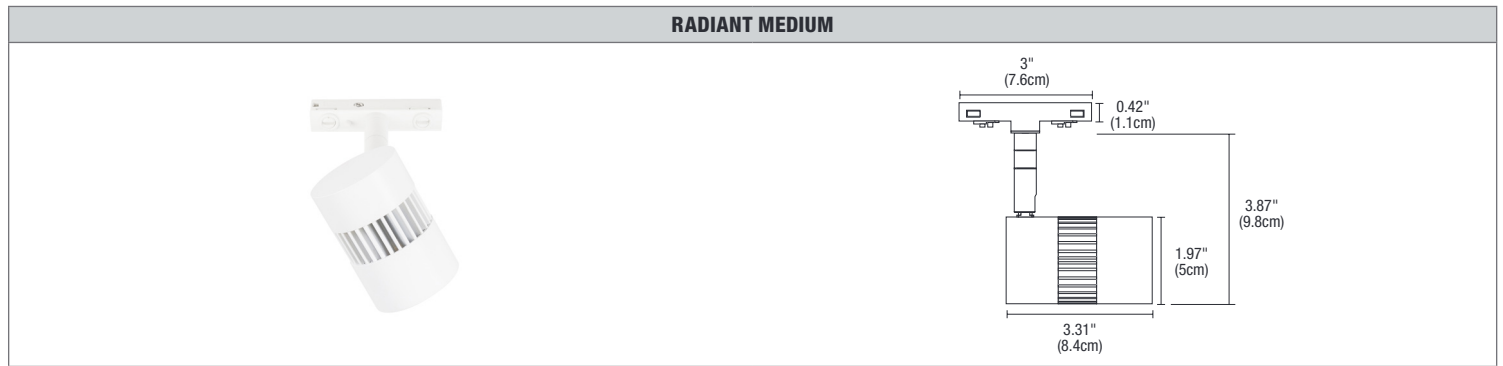 RADIANT MEDIUM
3"
(7.6cm)
0.42"
(1.1cm)
3.87"
(9.8cm)
1.97"
(5cm)
3.31"
(8.4cm)